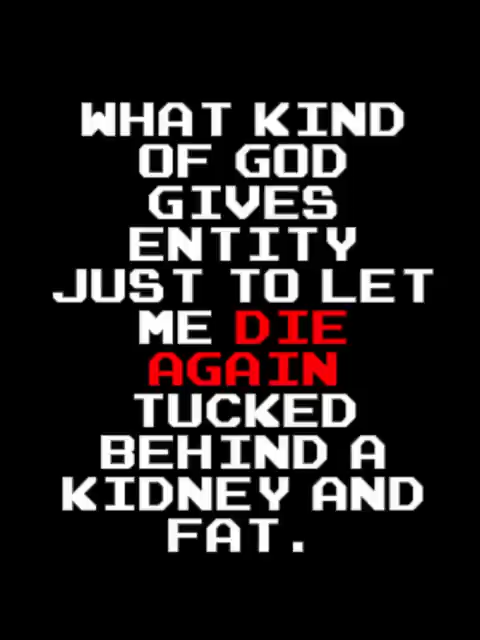 WHAT KIND
OF GOD
GIVES
ENTITY
JUST TO LET
ME DIE
AGAIN
TUCKED
BEHIND A
KIDNEY AND
FAT.